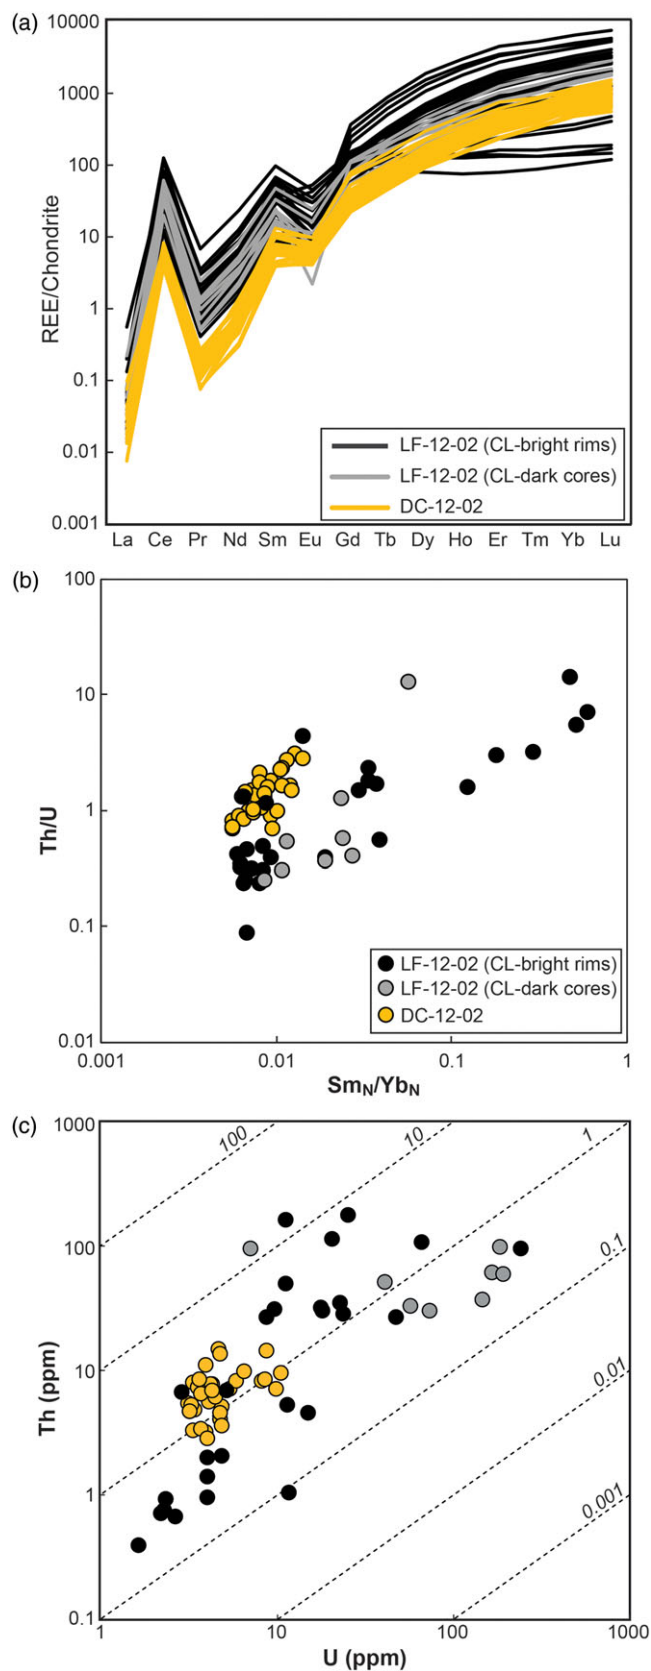 (a)
10000
1000
100
10
1
0.1
0.01
0.001
REE/Chondrite
LF-12-02 (CL-bright rims)
LF-12-02 (CL-dark cores)
DC-12-02
La Ce Pr Nd Sm Eu Gd Tb Dy Ho Er Tm Yb Lu
(b)
100
10
1
0.1
0.01
Th/U
LF-12-02 (CL-bright rims)
LF-12-02 (CL-dark cores)
DC-12-02
0.001 0.01 0.1 1
SmN/YbN
(c)
1000
100
10
1
0.1
Th (ppm)
100 10 1
0.1
0.01
0.001
1 10 100 1000
U (ppm)